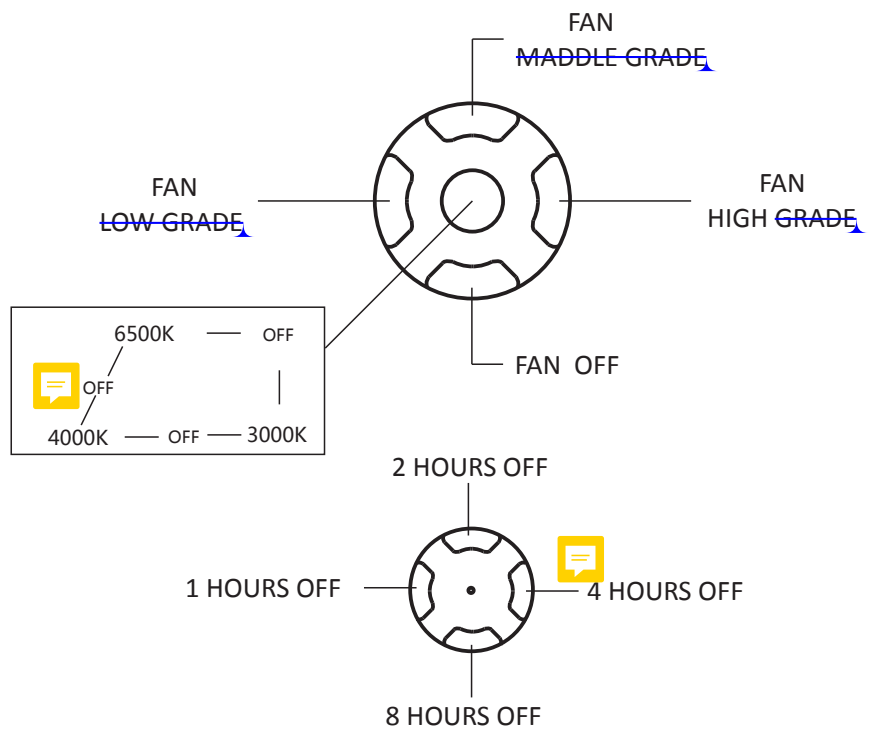 FAN
MADDLE GRADE
FAN
LOW GRADE
FAN
HIGH GRADE
6500K OFF
OFF
4000K OFF 3000K
FAN OFF
2 HOURS OFF
1 HOURS OFF
4 HOURS OFF
8 HOURS OFF